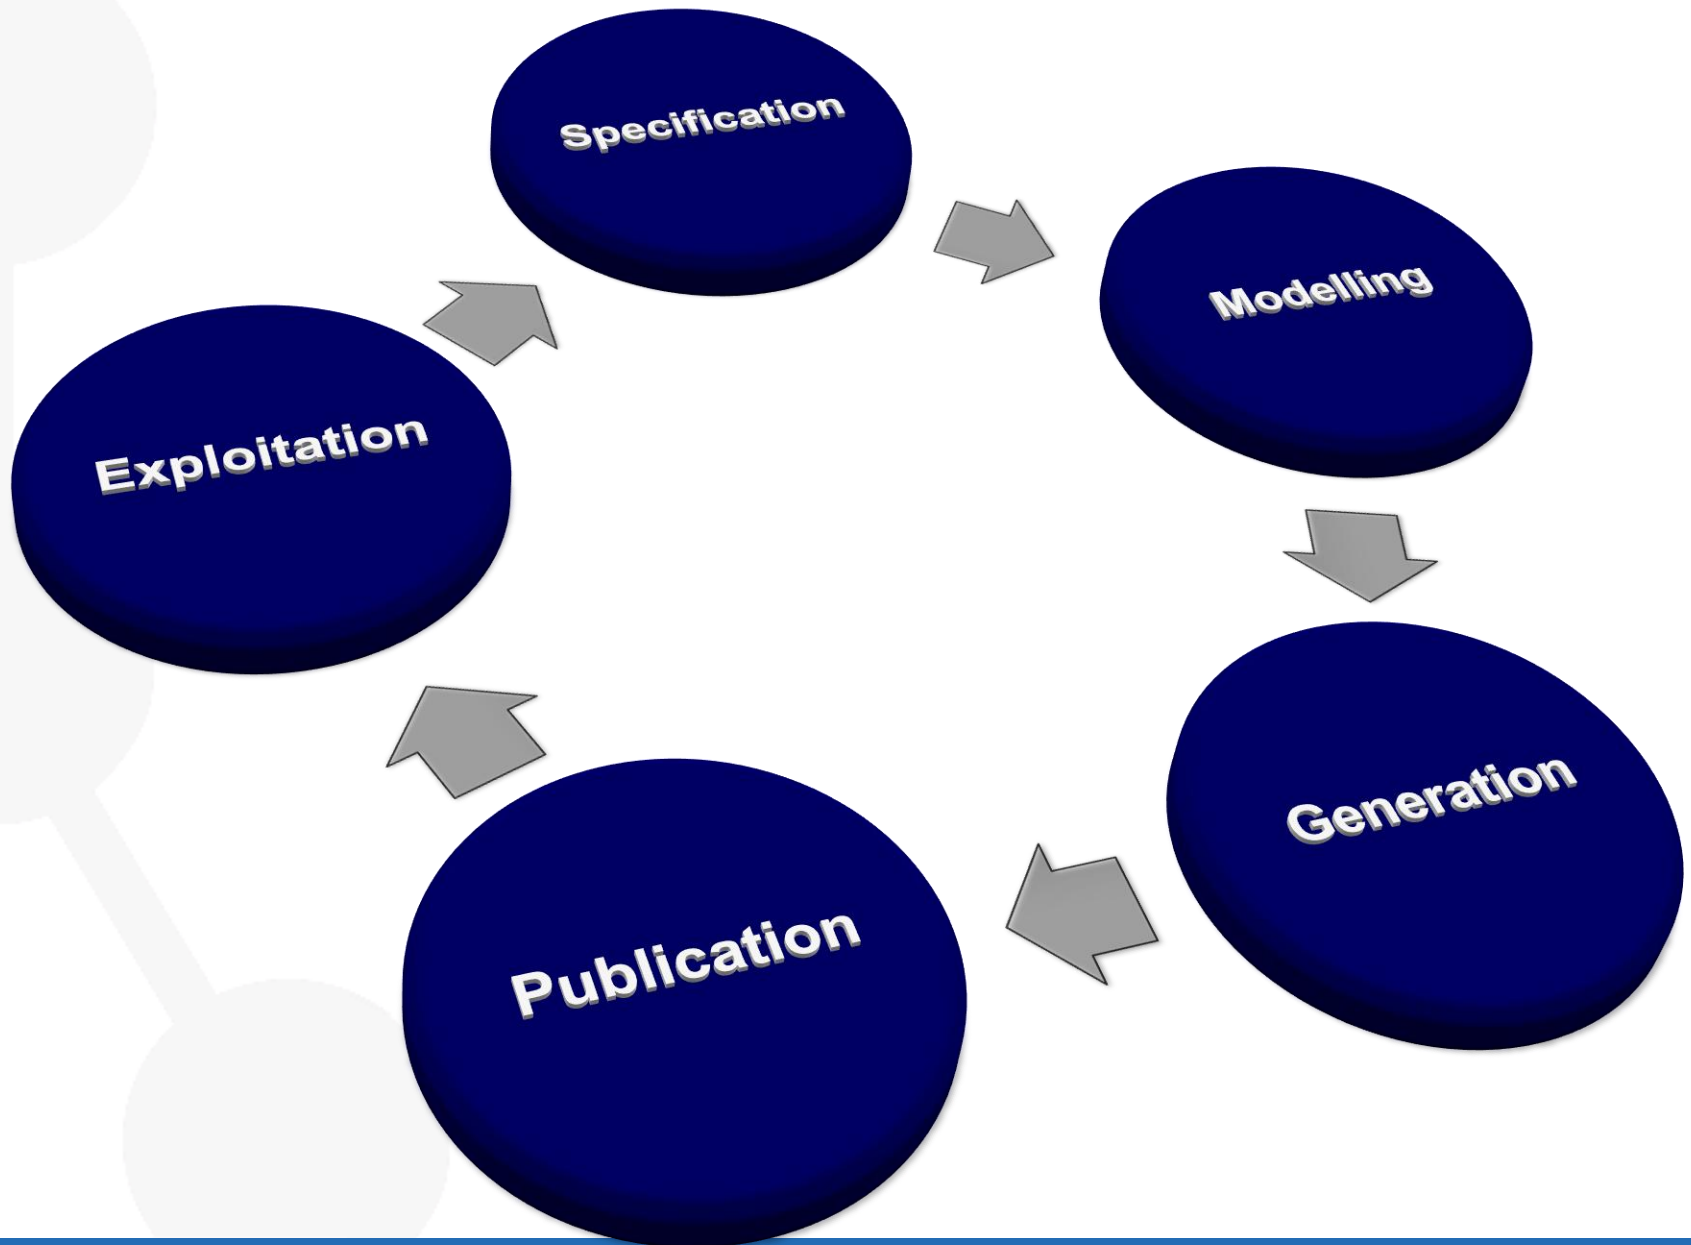 Specification
Modelling
Generation
Publication
Exploitation